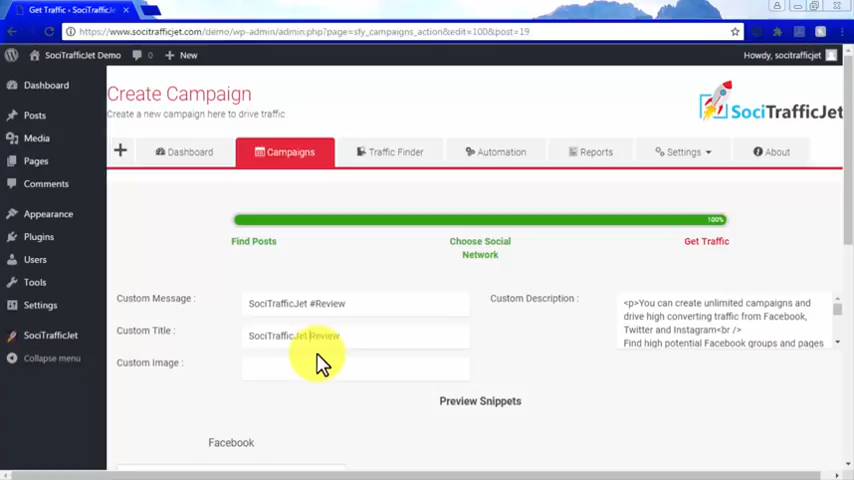 Get Traffic - SociTrafficJe
https://www.socitrafficjet.com/demo/wp-admin/admin.php?page=sfy_campaigns_action&edit=100&post=19
SociTrafficJet Demo 0 New
Howdy, socitrafficjet
Dashboard
Posts
Media
Pages
Comments
Appearance
Plugins
Users
Tools
Settings
SociTrafficJet
Collapse menu
Create Campaign
Create a new campaign here to drive traffic
SociTrafficJet
Dashboard
Campaigns
Traffic Finder
Automation
Reports
Settings
About
100%
Find Posts
Choose Social
Network
Get Traffic
Custom Message :
SociTrafficJet #Review
Custom Title :
SociTrafficJet Review
Custom Image :
Custom Description :
<p>You can create unlimited campaigns and
drive high converting traffic from Facebook,
Twitter and Instagram<br />
Find high potential Facebook groups and pages
Preview Snippets
Facebook